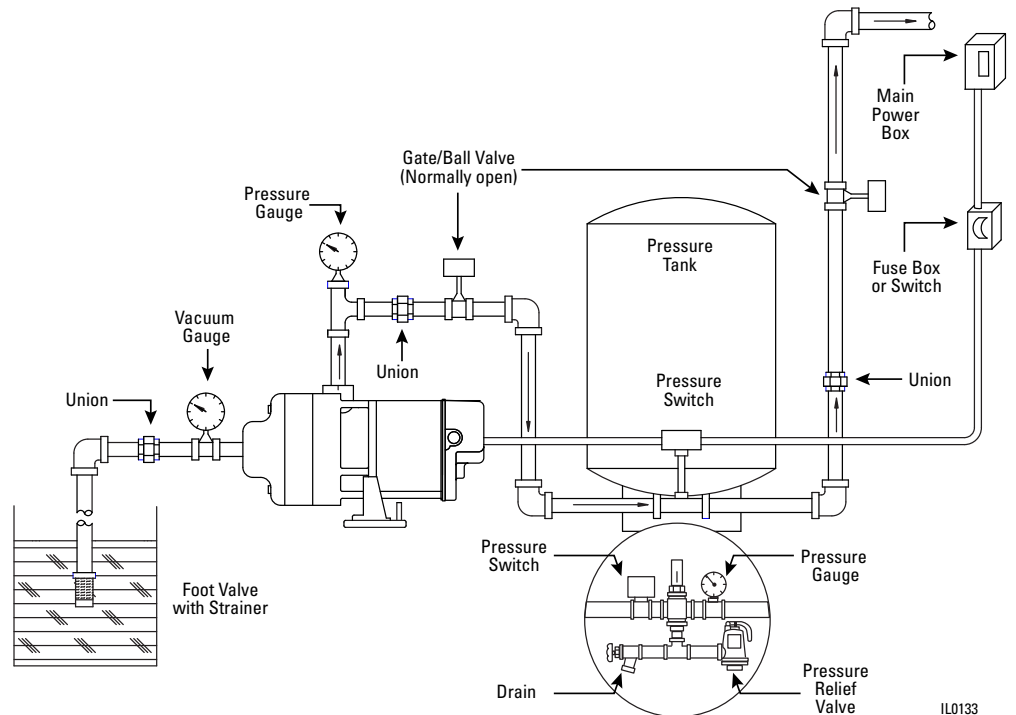 Main
Power
Box
Gate/Ball Valve
(Normally open)
Pressure
Gauge
Pressure
Tank
Fuse Box
or Switch
Vacuum
Gauge
Union
Union
Pressure
Switch
Union
Foot Valve
with Strainer
Pressure
Switch
Pressure
Gauge
Drain
Pressure
Relief
Valve
IL0133